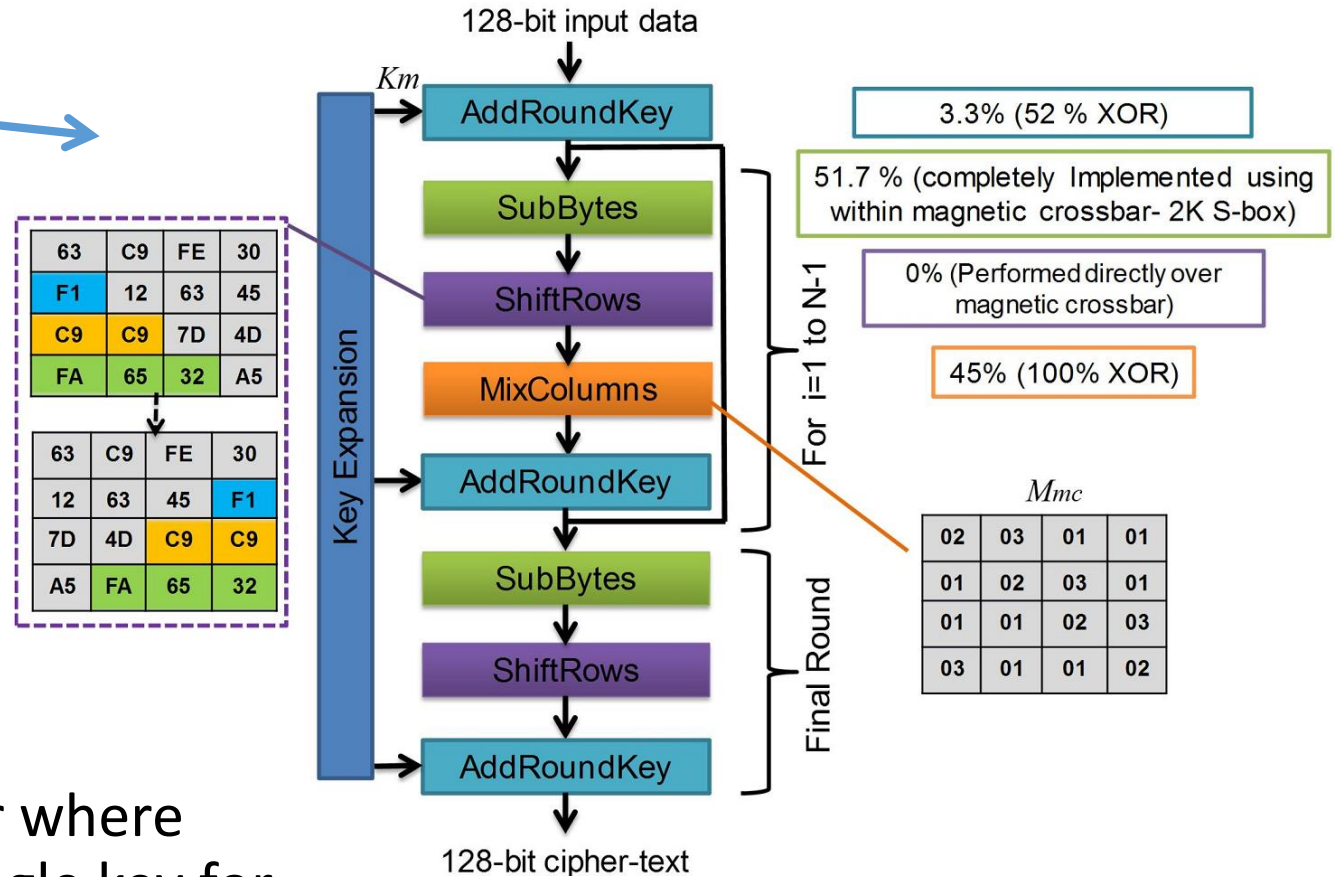 128-bit input data
Km
AddRoundKey
SubBytes
ShiftRows
MixColumns
AddRoundKey
SubBytes
ShiftRows
AddRoundKey
128-bit cipher-text
Key Expansion
For i=1 to N-1
Final Round
3.3% (52 % XOR)
51.7 % (completely Implemented using
within magnetic crossbar- 2K S-box)
0% (Performed directly over
magnetic crossbar)
45% (100% XOR)
63 C9 FE 30
F1 12 63 45
C9 C9 7D 4D
FA 65 32 A5
63 C9 FE 30
12 63 45 F1
7D 4D C9 C9
A5 FA 65 32
Mmc
02 03 01 01
01 02 03 01
01 01 02 03
03 01 01 02
where
key for